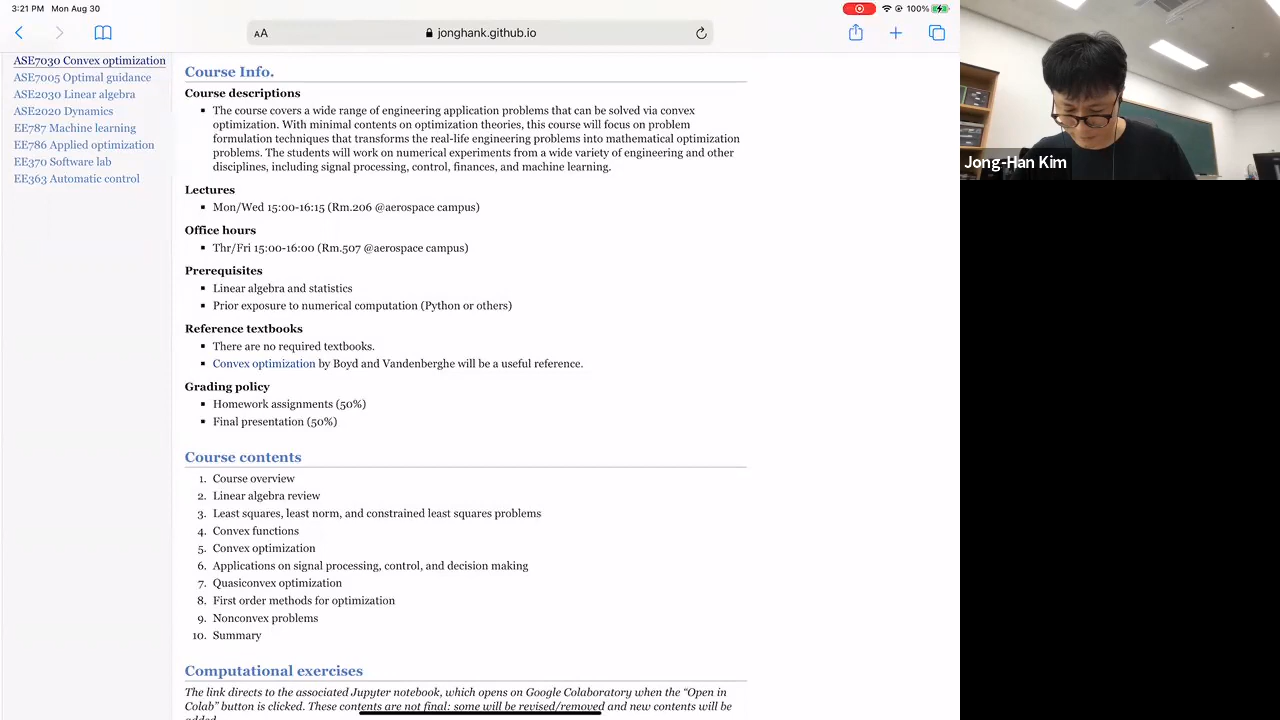 3:21 PM Mon Aug 30
100%
AA
jonghank.github.io
ASE7030 Convex optimization
ASE7005 Optimal guidance
ASE2030 Linear algebra
ASE2020 Dynamics
EE787 Machine learning
EE786 Applied optimization
EE370 Software lab
EE363 Automatic control
Course Info.
Course descriptions
The course covers a wide range of engineering application problems that can be solved via convex
optimization. With minimal contents on optimization theories, this course will focus on problem
formulation techniques that transforms the real-life engineering problems into mathematical optimization
problems. The students will work on numerical experiments from a wide variety of engineering and other
disciplines, including signal processing, control, finances, and machine learning.
Lectures
Mon/Wed 15:00-16:15 (Rm.206 @aerospace campus)
Office hours
Thr/Fri 15:00-16:00 (Rm.507 @aerospace campus)
Prerequisites
Linear algebra and statistics
Prior exposure to numerical computation (Python or others)
Reference textbooks
There are no required textbooks.
Convex optimization by Boyd and Vandenberghe will be a useful reference.
Grading policy
Homework assignments (50%)
Final presentation (50%)
Course contents
1. Course overview
2. Linear algebra review
3. Least squares, least norm, and constrained least squares problems
4. Convex functions
5. Convex optimization
6. Applications on signal processing, control, and decision making
7. Quasiconvex optimization
8. First order methods for optimization
9. Nonconvex problems
10. Summary
Computational exercises
The link directs to the associated Jupyter notebook, which opens on Google Colaboratory when the “Open in
Colab” button is clicked. These contents are not final: some will be revised/removed and new contents will be
added.
Jong-Han Kim